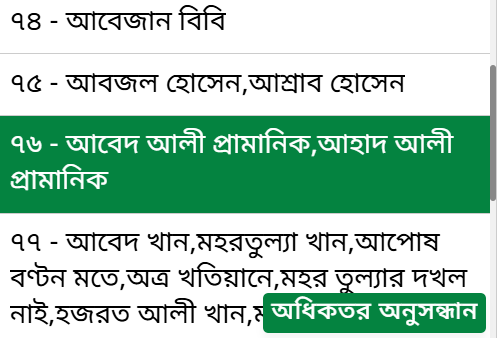 ৭৪ - আবেজান বিবি
৭৫ - আবজল হোসেন,আশ্রাব হোসেন
৭৬ - আবেদ আলী প্রামানিক,আহাদ আলী
প্রামানিক
৭৭ - আবেদ খান,মহরতুল্যা খান,আপোষ
বণ্টন মতে,অত্র খতিয়ানে,মহর তুল্যার দখল
নাই,হজরত আলী খান,
অধিকতর অনুসন্ধান